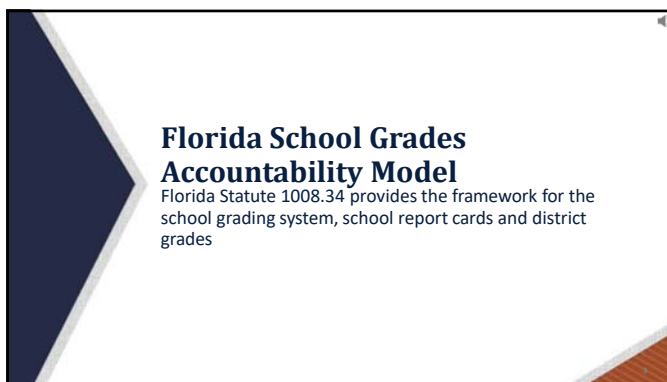 Florida School Grades
Accountability Model
Florida Statute 1008.34 provides the framework for the
school grading system, school report cards and district
grades